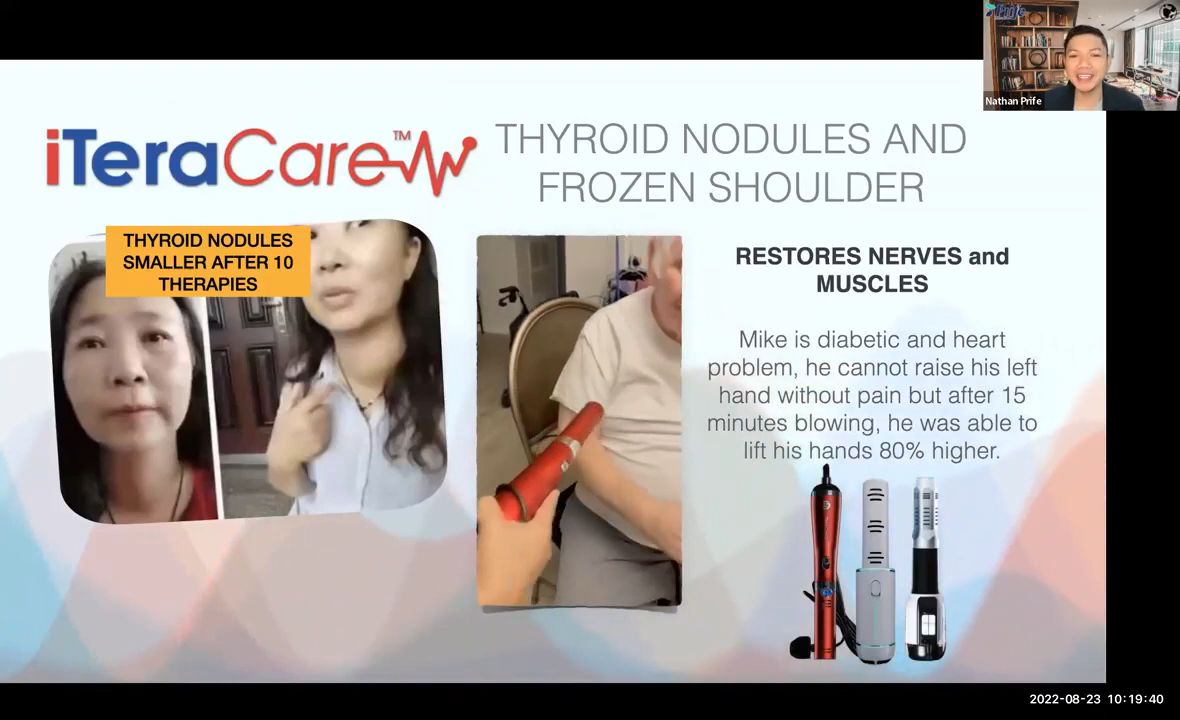 Prife
Nathan Prife
iTeraCare™
THYROID NODULES AND
FROZEN SHOULDER
THYROID NODULES
SMALLER AFTER 10
THERAPIES
RESTORES NERVES and
MUSCLES
Mike is diabetic and heart
problem, he cannot raise his left
hand without pain but after 15
minutes blowing, he was able to
lift his hands 80% higher.
2022-08-23 10:19:40